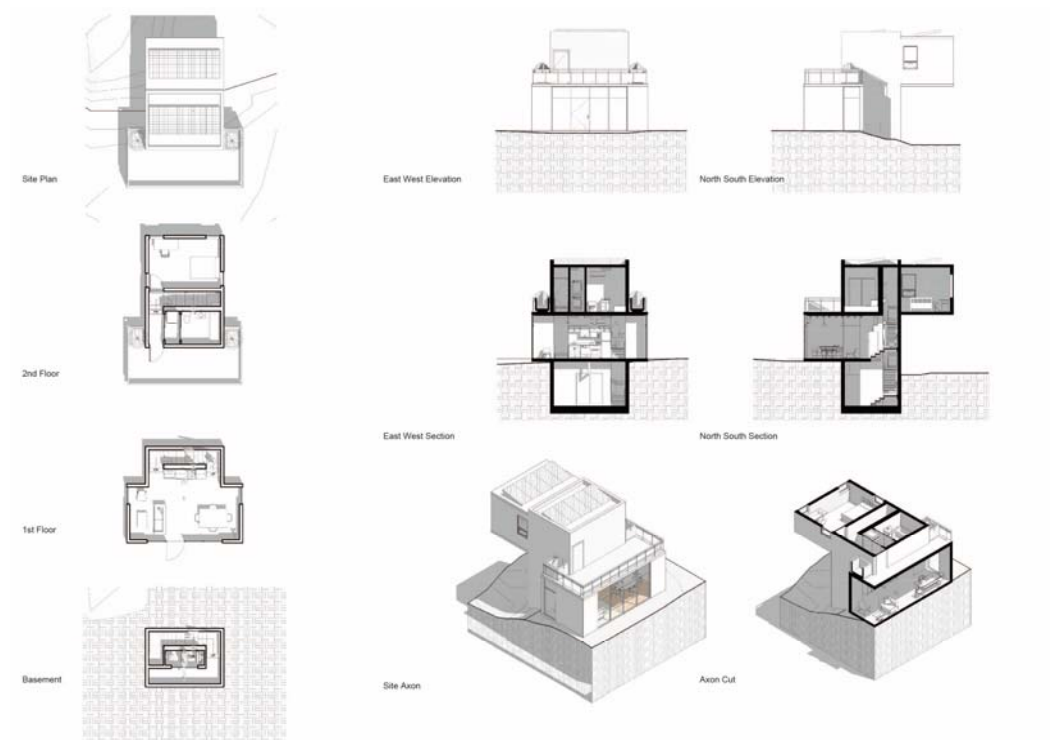 Site Plan
East West Elevation
North South Elevation
2nd Floor
East West Section
North South Section
1st Floor
Basement
Site Axon
Axon Cut